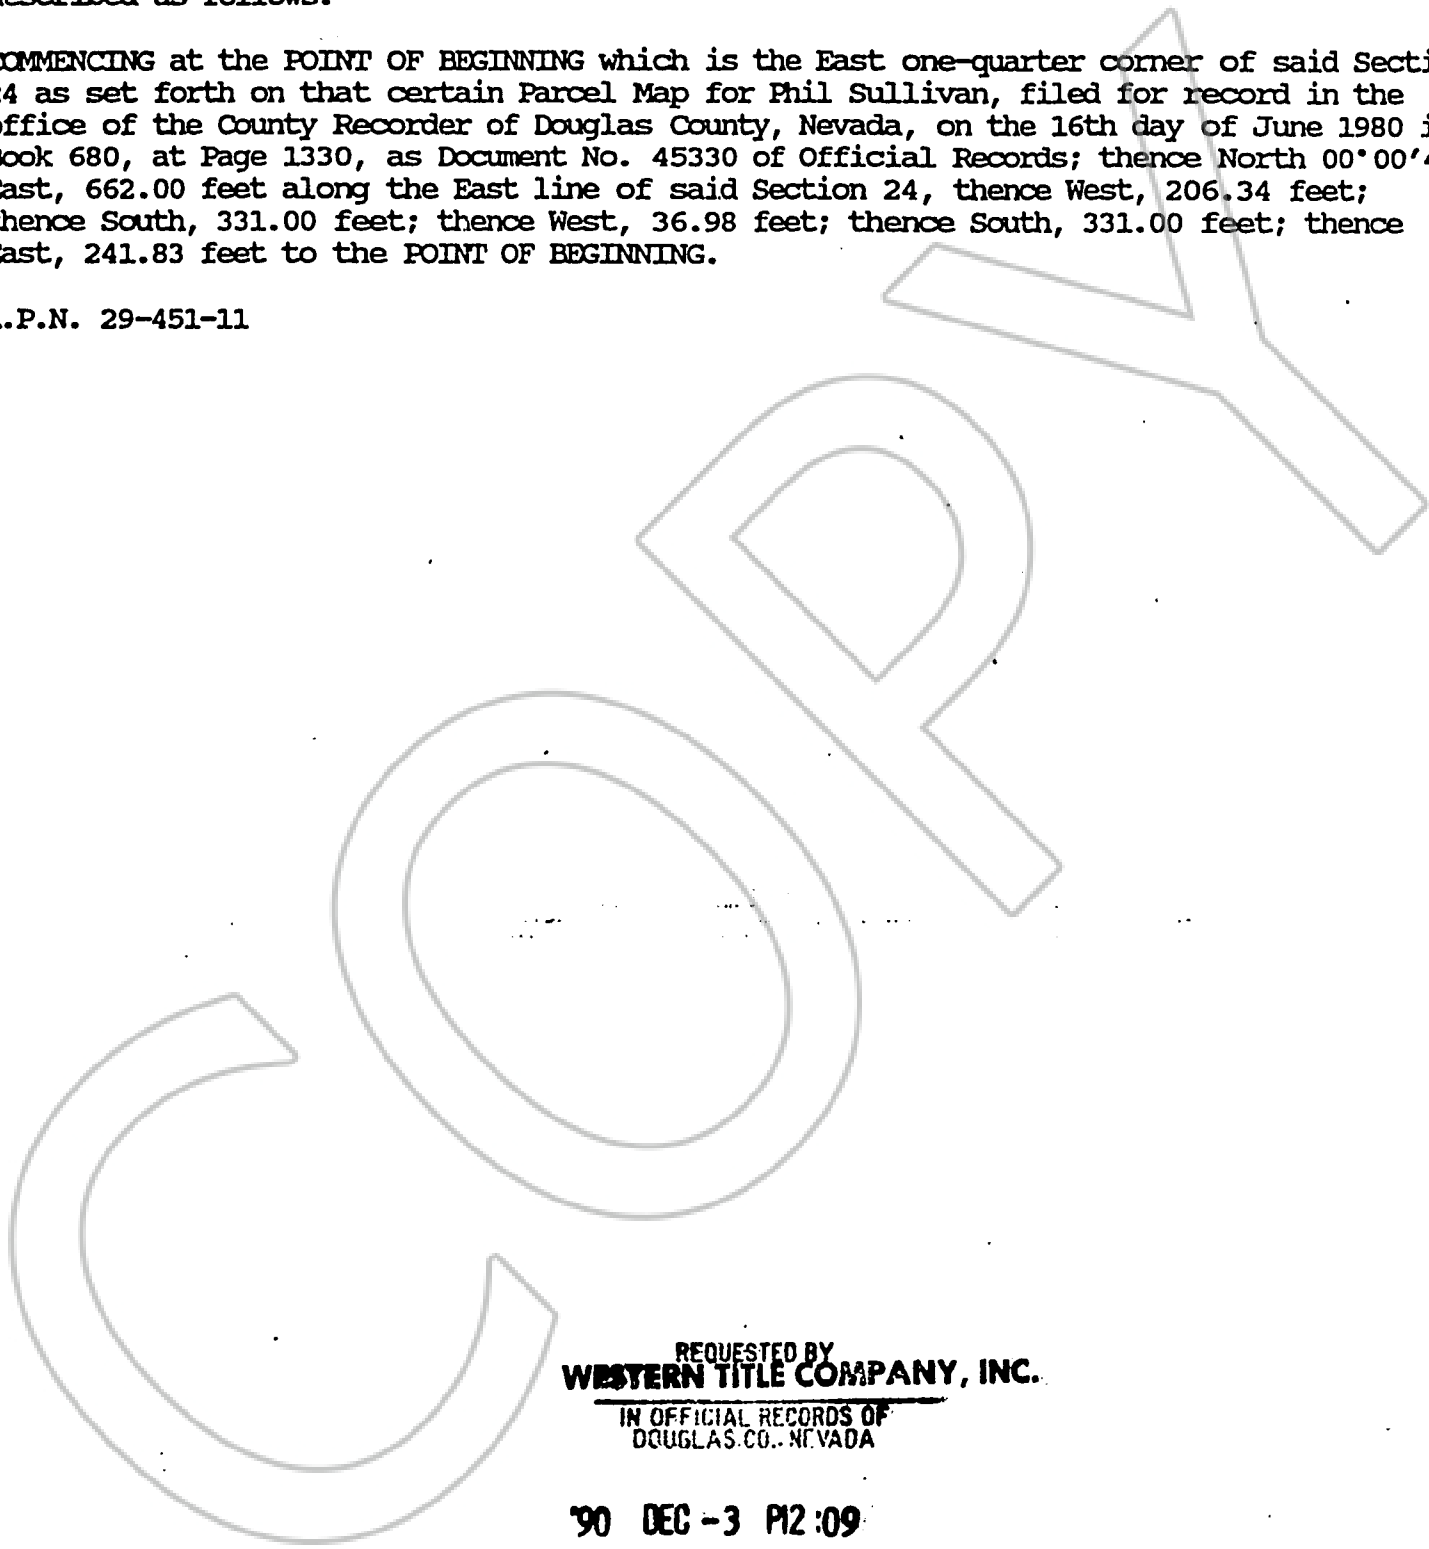 described as follows:
COMMENCING at the POINT OF BEGINNING which is the East one-quarter corner of said Secti
4 as set forth on that certain Parcel Map for Phil Sullivan, filed for record in the
office of the County Recorder of Douglas County, Nevada, on the 16th day of June 1980 i
Book 680, at Page 1330, as Document No. 45330 of Official Records; thence North 00°00'4
East, 662.00 feet along the East line of said Section 24, thence West, 206.34 feet;
thence South, 331.00 feet; thence West, 36.98 feet; thence South, 331.00 feet; thence
East, 241.83 feet to the POINT OF BEGINNING.
.P.N. 29-451-11
COPY
REQUESTED BY
WESTERN TITLE COMPANY, INC.
IN OFFICIAL RECORDS OF
DOUGLAS CO., NEVADA
'90 DEC -3 P12:09